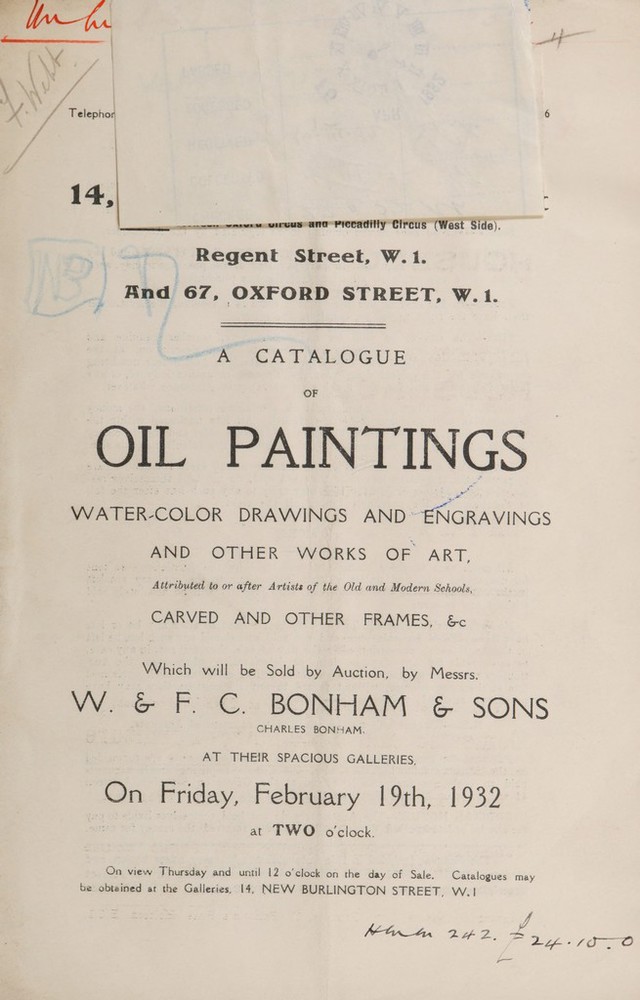 F. Webb.
4
Telephon
6
14,
Oxford Circus and Piccadilly Circus (West Side).
Regent Street, W. 1.
And 67, OXFORD STREET, W. 1.
NB
A CATALOGUE
OF
OIL PAINTINGS
WATER-COLOR DRAWINGS AND ENGRAVINGS
AND OTHER WORKS OF ART,
Attributed to or after Artists of the Old and Modern Schools,
CARVED AND OTHER FRAMES, &c
Which will be Sold by Auction, by Messrs.
W. & F. C. BONHAM & SONS
CHARLES BONHAM.
AT THEIR SPACIOUS GALLERIES,
On Friday, February 19th, 1932
at TWO o'clock.
On view Thursday and until 12 o'clock on the day of Sale. Catalogues may
be obtained at the Galleries, 14, NEW BURLINGTON STREET, W.1
242. £24.10.0